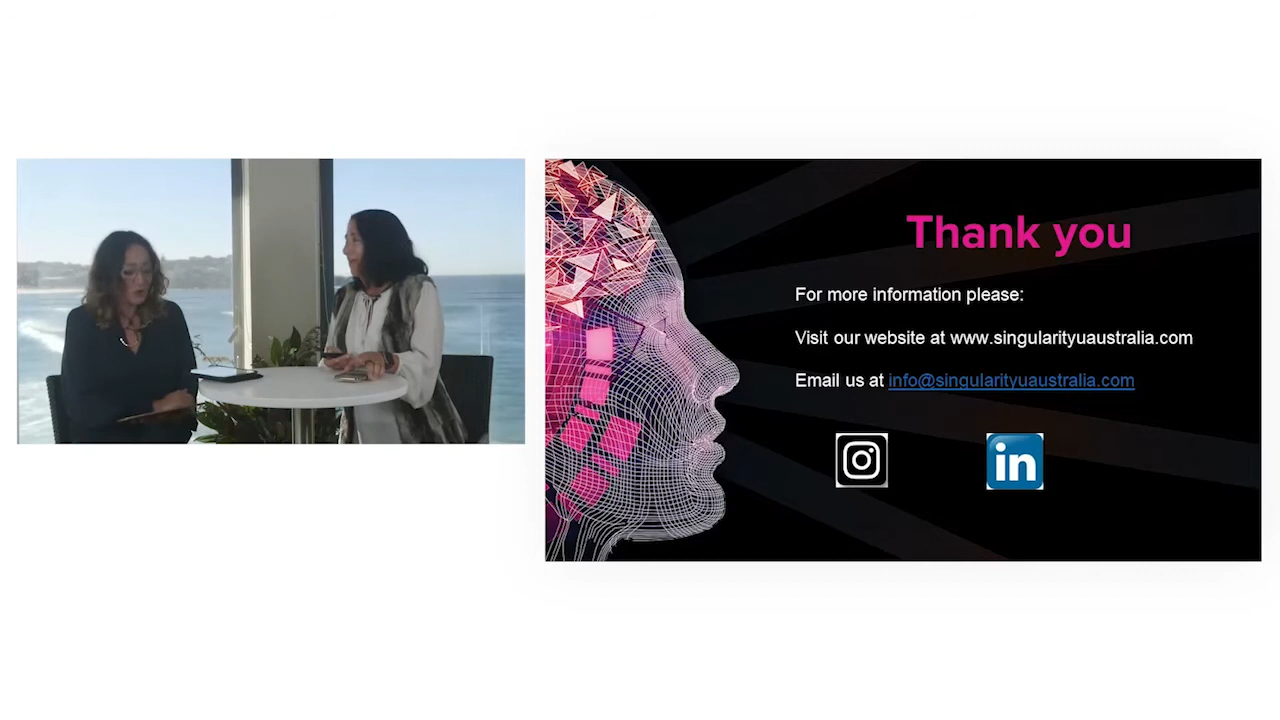 Thank you
For more information please:
Visit our website at www.singularityuaustralia.com
Email us at info@singularityuaustralia.com
in